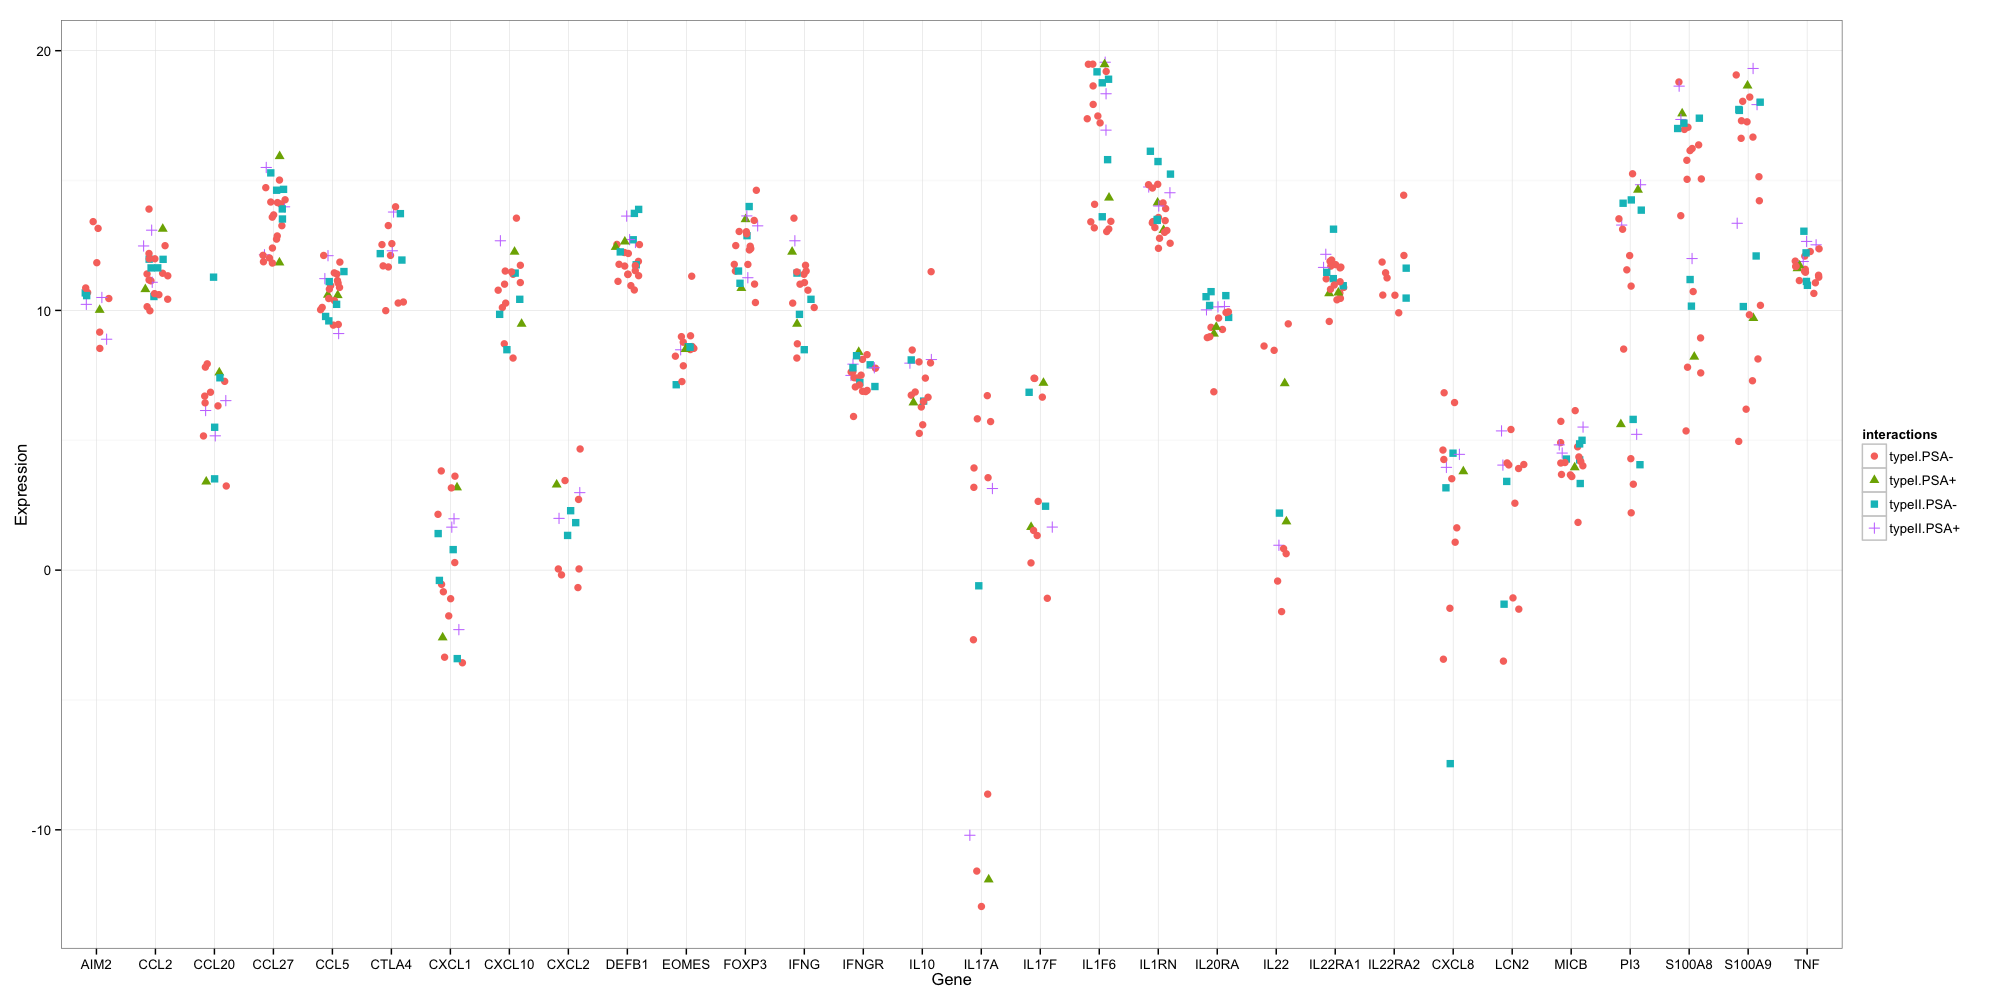 20
10
0
-10
Expression
AIM2 CCL2 CCL20 CCL27 CCL5 CTLA4 CXCL1 CXCL10 CXCL2 DEFB1 EOMES FOXP3 IFNG IFNGR IL10 IL17A IL17F IL1F6 IL1RN IL20RA IL22 IL22RA1 IL22RA2 CXCL8 LCN2 MICB PI3 S100A8 S100A9 TNF
Gene
interactions
typeI.PSA-
typeI.PSA+
typeII.PSA-
typeII.PSA+